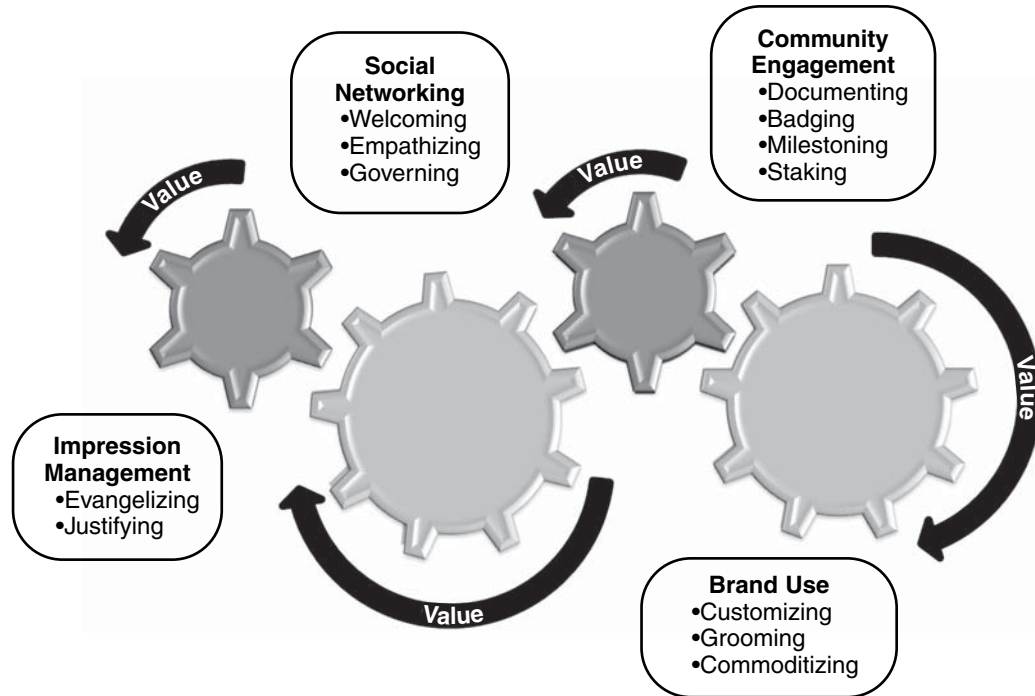 Social
Networking
•Welcoming
•Empathizing
•Governing
Community
Engagement
•Documenting
•Badging
•Milestoning
•Staking
Value
Value
Value
Impression
Management
•Evangelizing
•Justifying
Value
Brand Use
•Customizing
•Grooming
•Commoditizing